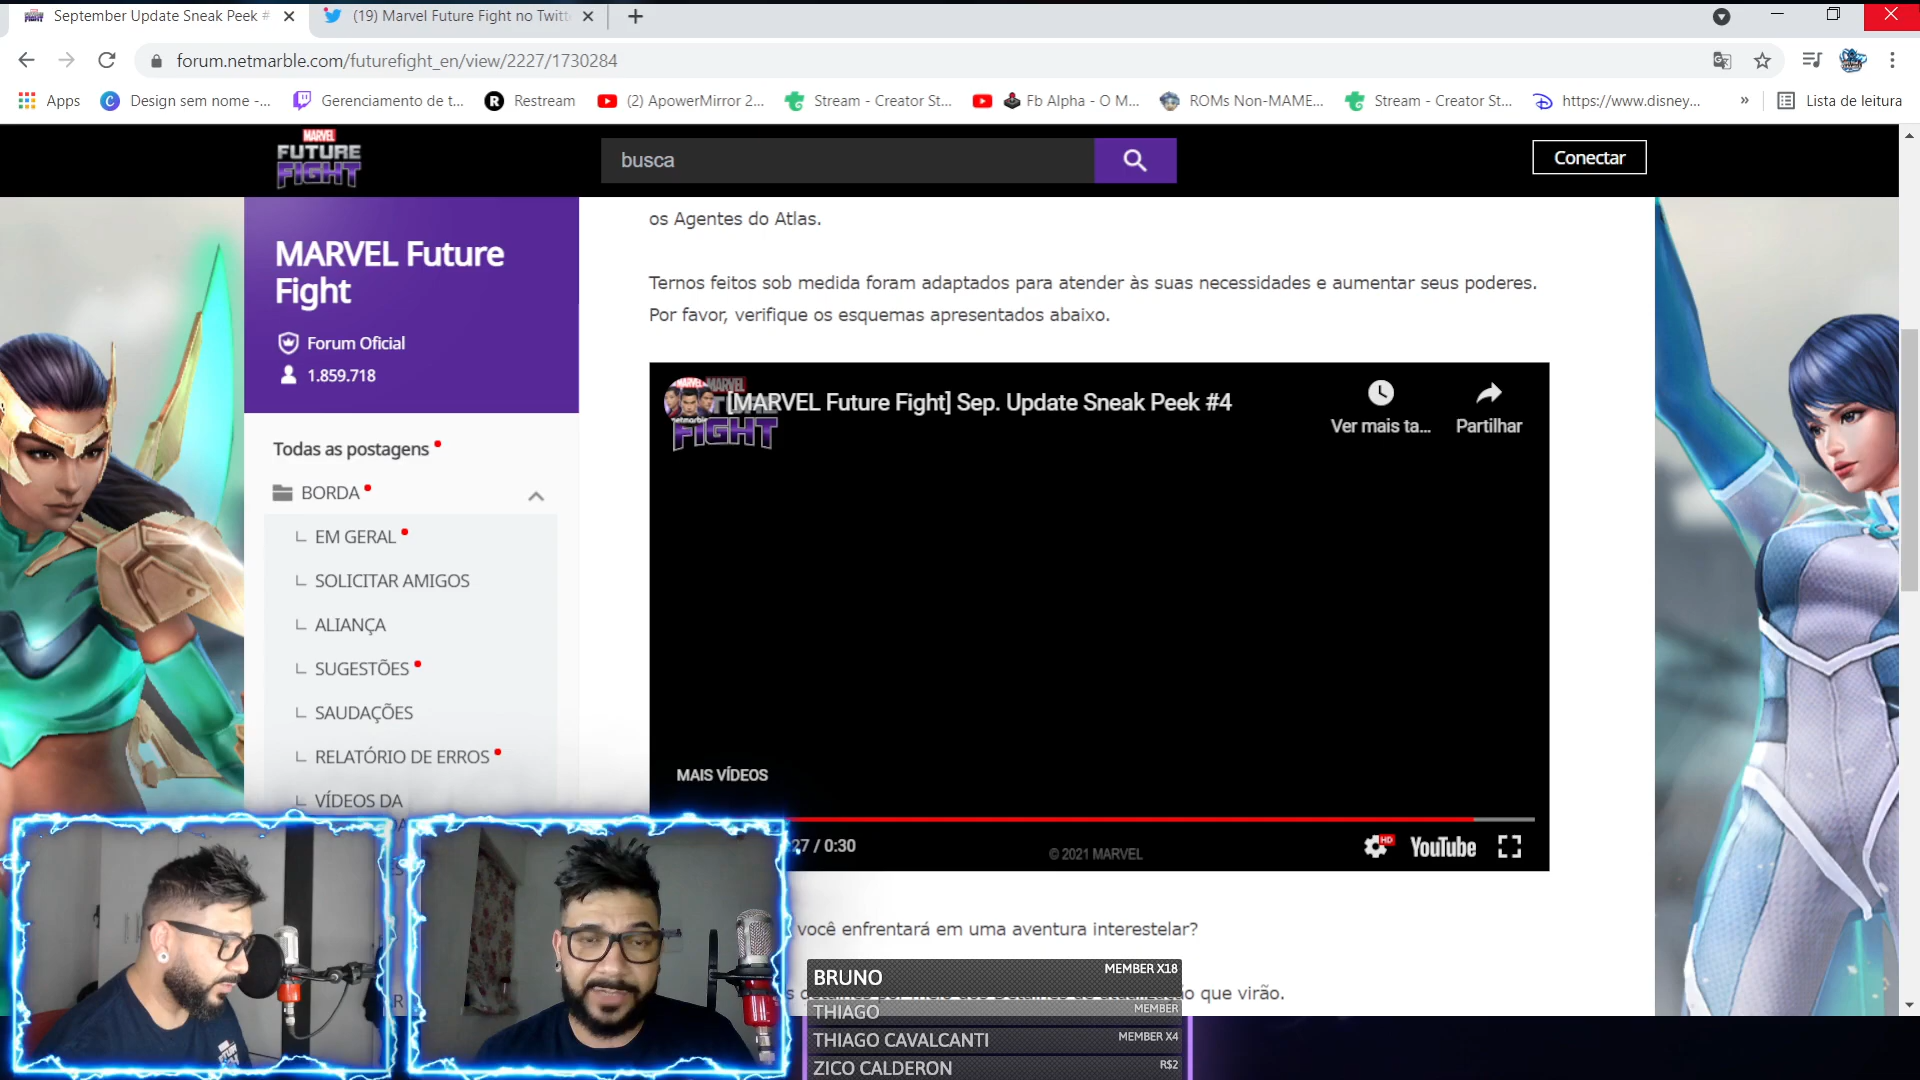 September Update Sneak Peek #
(19) Marvel Future Fight no Twitt
forum.netmarble.com/futurefight_en/view/2227/1730284
Apps
Design sem nome -...
Gerenciamento de t...
Restream
(2) ApowerMirror 2...
Stream - Creator St...
Fb Alpha - O M...
ROMs Non-MAME...
Stream - Creator St...
https://www.disney...
»
Lista de leitura
MARVEL
FUTURE
FIGHT
busca
Conectar
MARVEL Future
Fight
Forum Oficial
1.859.718
Todas as postagens
BORDA
EM GERAL
SOLICITAR AMIGOS
ALIANÇA
SUGESTÕES
SAUDAÇÕES
RELATÓRIO DE ERROS
VÍDEOS DA
os Agentes do Atlas.
Ternos feitos sob medida foram adaptados para atender às suas necessidades e aumentar seus poderes.
Por favor, verifique os esquemas apresentados abaixo.
[MARVEL Future Fight] Sep. Update Sneak Peek #4
FIGHT
Ver mais ta...
Partilhar
MAIS VÍDEOS
27 / 0:30
© 2021 MARVEL
HD
YouTube
você enfrentará em uma aventura interestelar?
que virão.
BRUNO MEMBER X18
THIAGO MEMBER
THIAGO CAVALCANTI MEMBER X4
ZICO CALDERON R$2